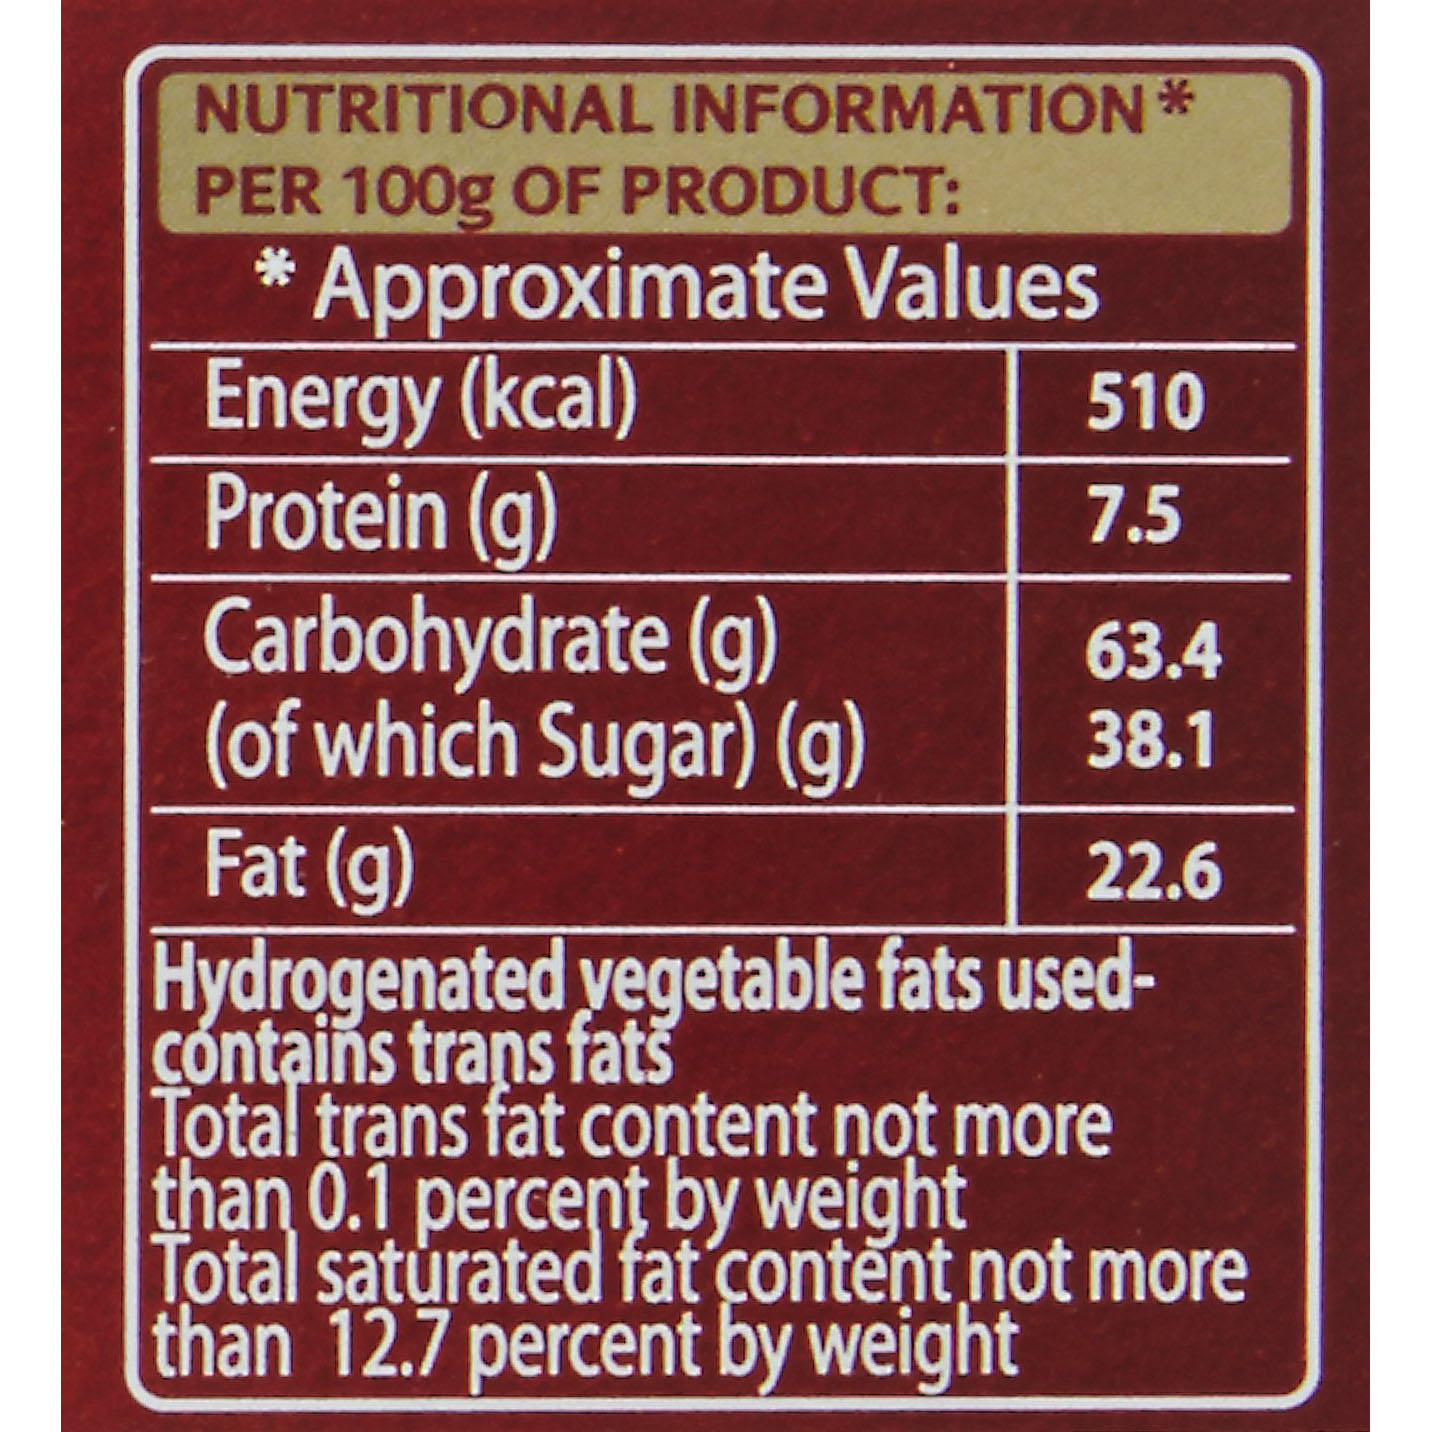 NUTRITIONAL INFORMATION*
PER 100g OF PRODUCT:
* Approximate Values
Energy (kcal) 510
Protein (g) 7.5
Carbohydrate (g) 63.4
(of which Sugar) (g) 38.1
Fat (g) 22.6
Hydrogenated vegetable fats used-
contains trans fats
Total trans fat content not more
than 0.1 percent by weight
Total saturated fat content not more
than 12.7 percent by weight